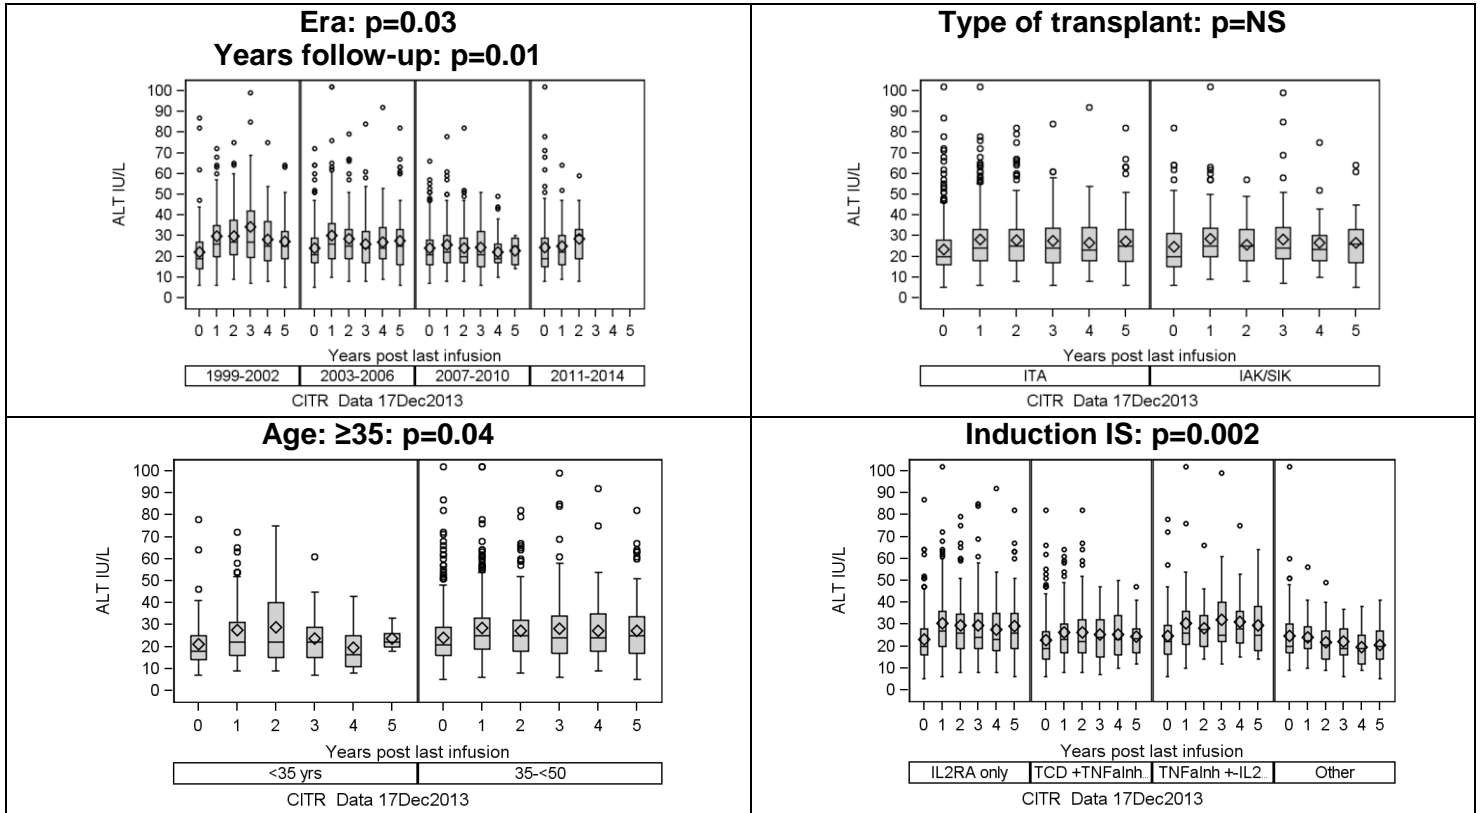 Era: p=0.03
Years follow-up: p=0.01
ALT IU/L
100
90
80
70
60
50
40
30
20
10
0
0 1 2 3 4 5 0 1 2 3 4 5 0 1 2 3 4 5 0 1 2 3 4 5
Years post last infusion
1999-2002 2003-2006 2007-2010 2011-2014
CITR Data 17Dec2013
Type of transplant: p=NS
ALT IU/L
100
90
80
70
60
50
40
30
20
10
0
0 1 2 3 4 5 0 1 2 3 4 5
Years post last infusion
ITA IAK/SIK
CITR Data 17Dec2013
Age: ≥35: p=0.04
ALT IU/L
100
90
80
70
60
50
40
30
20
10
0
0 1 2 3 4 5 0 1 2 3 4 5
Years post last infusion
<35 yrs 35-<50
CITR Data 17Dec2013
Induction IS: p=0.002
ALT IU/L
100
90
80
70
60
50
40
30
20
10
0
0 1 2 3 4 5 0 1 2 3 4 5 0 1 2 3 4 5 0 1 2 3 4 5
Years post last infusion
IL2RA only TCD +TNFaInh... TNFaInh +-IL2... Other
CITR Data 17Dec2013